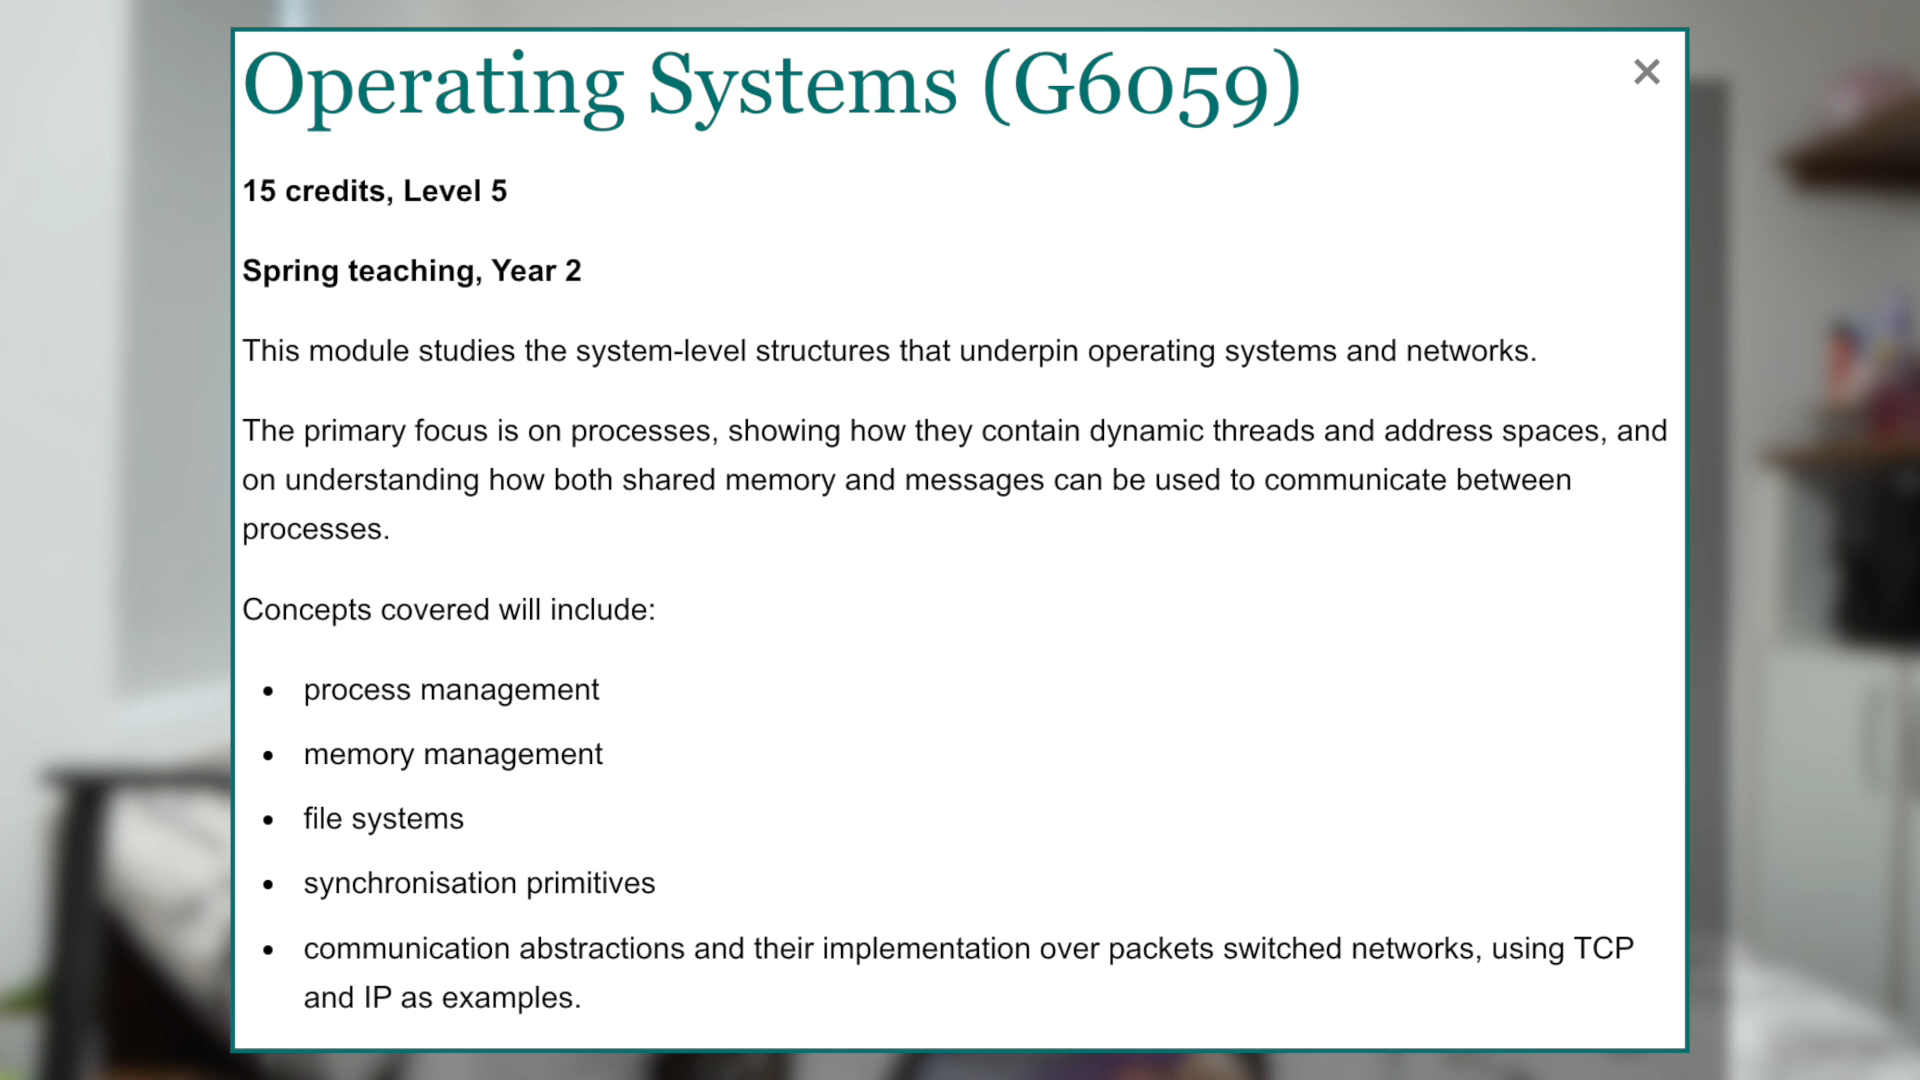 Operating Systems (G6059)
15 credits, Level 5
Spring teaching, Year 2
This module studies the system-level structures that underpin operating systems and networks.
The primary focus is on processes, showing how they contain dynamic threads and address spaces, and
on understanding how both shared memory and messages can be used to communicate between
processes.
Concepts covered will include:
• process management
• memory management
• file systems
• synchronisation primitives
• communication abstractions and their implementation over packets switched networks, using TCP
and IP as examples.